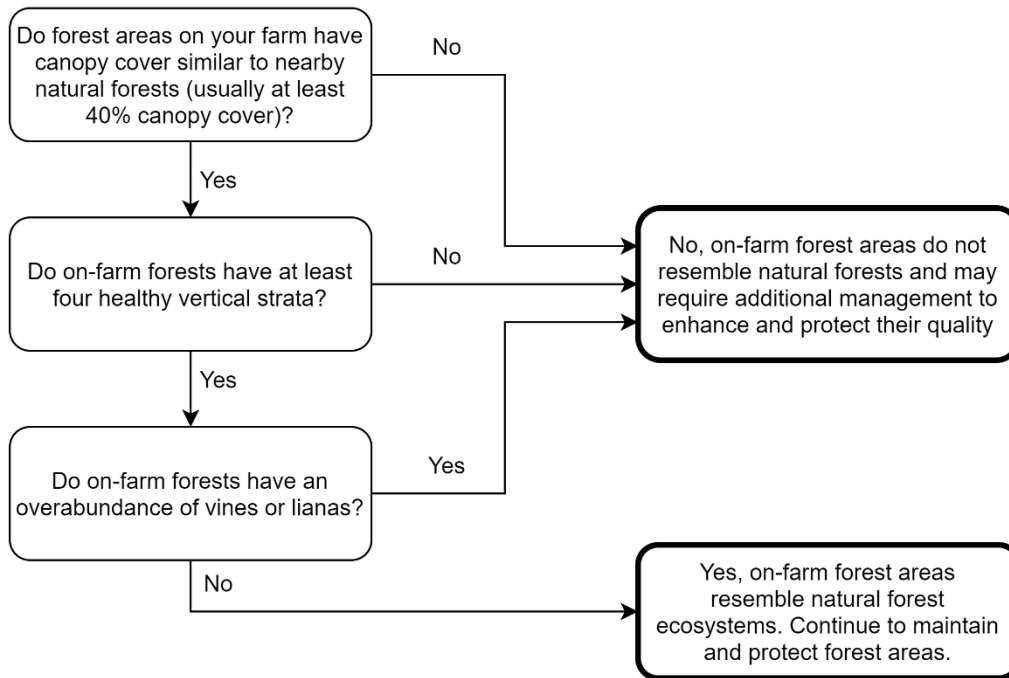 Do forest areas on your farm have
canopy cover similar to nearby
natural forests (usually at least
40% canopy cover)?
No
Yes
Do on-farm forests have at least
four healthy vertical strata?
No
No, on-farm forest areas do not
resemble natural forests and may
require additional management to
enhance and protect their quality
Yes
Do on-farm forests have an
overabundance of vines or lianas?
Yes
No
Yes, on-farm forest areas
resemble natural forest
ecosystems. Continue to maintain
and protect forest areas.